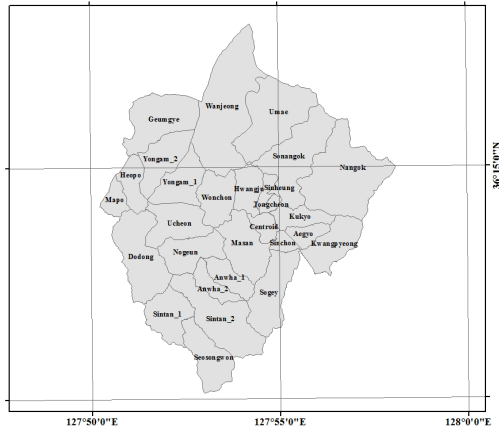 Wanjeong
Umae
Geumgye
Sonangok
Yongam_2
Nangok
Heopo
Yongam_1
Hwangju
Sinheung
Wonchon
Mapo
Yongcheon
Kukyo
Ucheon
Centroid
Aegyo
Masan
Sinchon
Kwangpyeong
Nogeun
Dodong
Anwha_1
Anwha_2
Sogey
Sintan_1
Sintan_2
Seosongwon
36°15'0"N
127°50'0"E
127°55'0"E
128°0'0"E